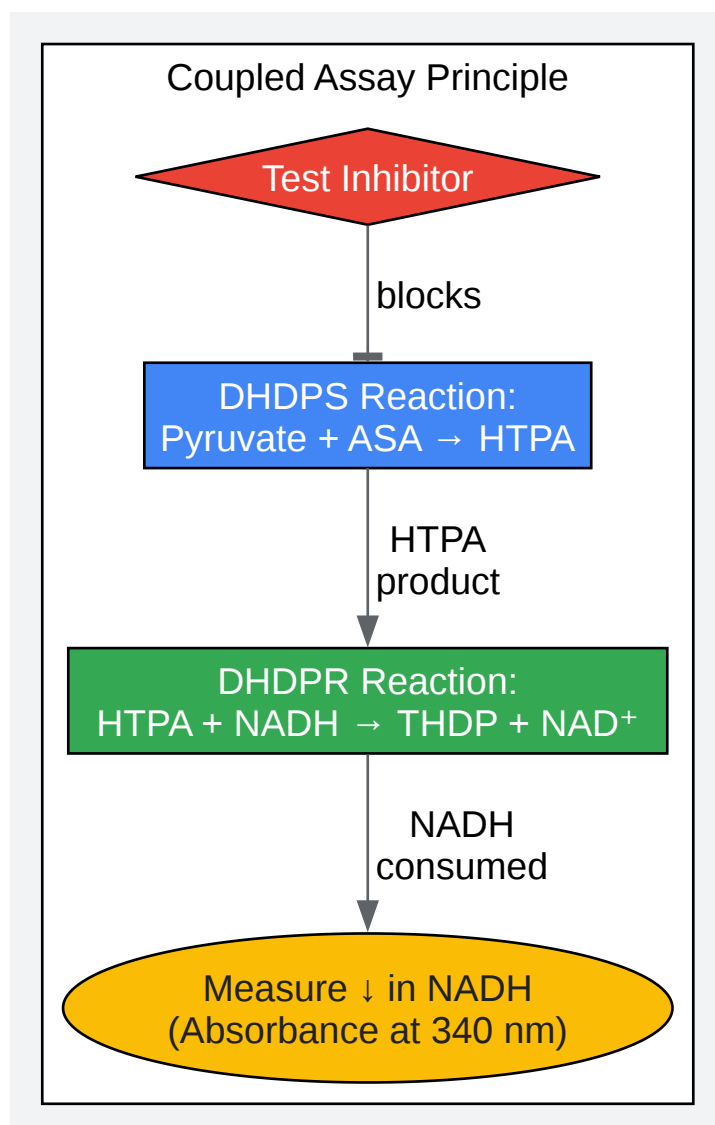 Coupled Assay Principle
Test Inhibitor
blocks
DHDPS Reaction:
Pyruvate + ASA → HTPA
HTPA
product
DHDPR Reaction:
HTPA + NADH → THDP + NAD⁺
NADH
consumed
Measure ↓ in NADH
(Absorbance at 340 nm)